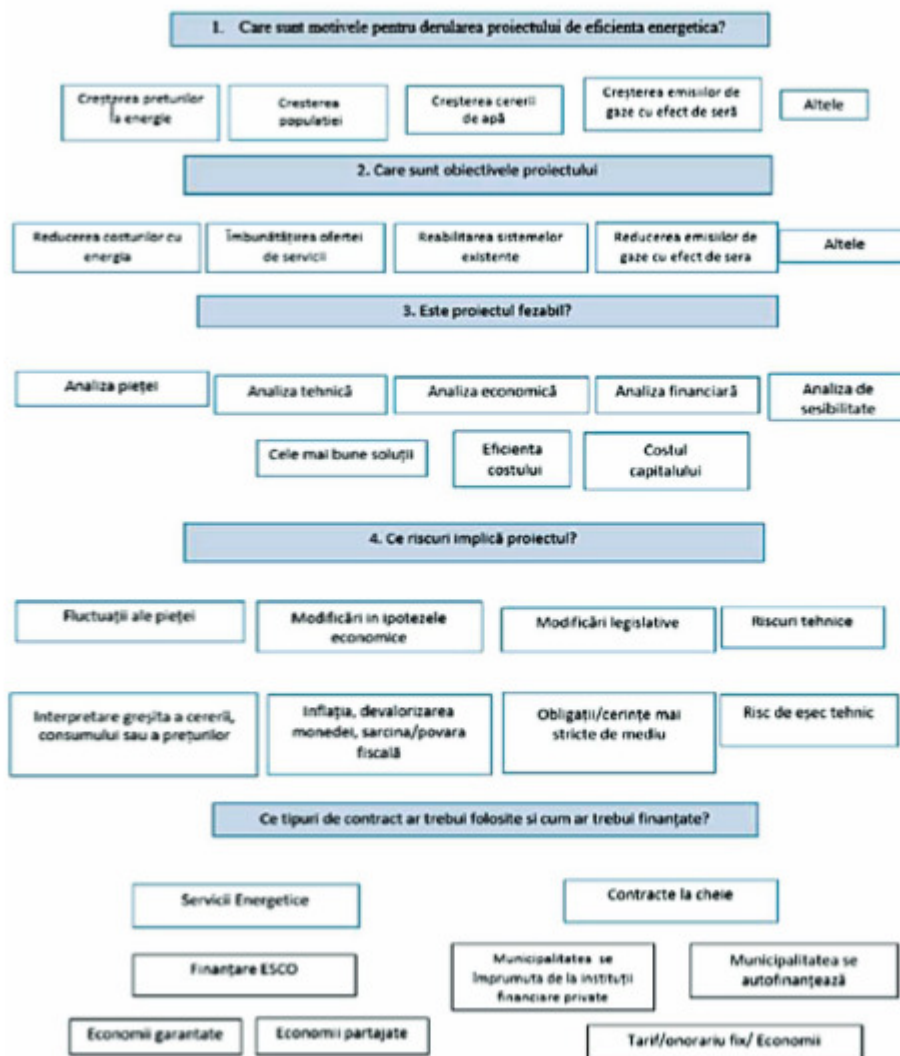 1. Care sunt motivele pentru derularea proiectului de eficienta energetica?
Creșterea preturilor
la energie
Cresterea
populatiei
Creșterea cererii
de apă
Creșterea emisiilor de
gaze cu efect de seră
Altele
2. Care sunt obiectivele proiectului
Reducerea costurilor cu
energia
Îmbunătățirea ofertei
de servicii
Reabilitarea sistemelor
existente
Reducerea emisiilor de
gaze cu efect de sera
Altele
3. Este proiectul fezabil?
Analiza pieței
Analiza tehnică
Analiza economică
Analiza financiară
Analiza de
sesibilitate
Cele mai bune soluții
Eficienta
costului
Costul
capitalului
4. Ce riscuri implică proiectul?
Fluctuații ale pieței
Modificări in ipotezele
economice
Modificări legislative
Riscuri tehnice
Interpretare greșita a cererii,
consumului sau a prețurilor
Inflația, devalorizarea
monedei, sarcina/povara
fiscală
Obligații/cerințe mai
stricte de mediu
Risc de eșec tehnic
Ce tipuri de contract ar trebui folosite si cum ar trebui finanțate?
Servicii Energetice
Contracte la cheie
Finanțare ESCO
Municipalitatea se
împrumuta de la instituții
financiare private
Municipalitatea se
autofinanțează
Economii garantate
Economii partajate
Tarif/onorariu fix/ Economii